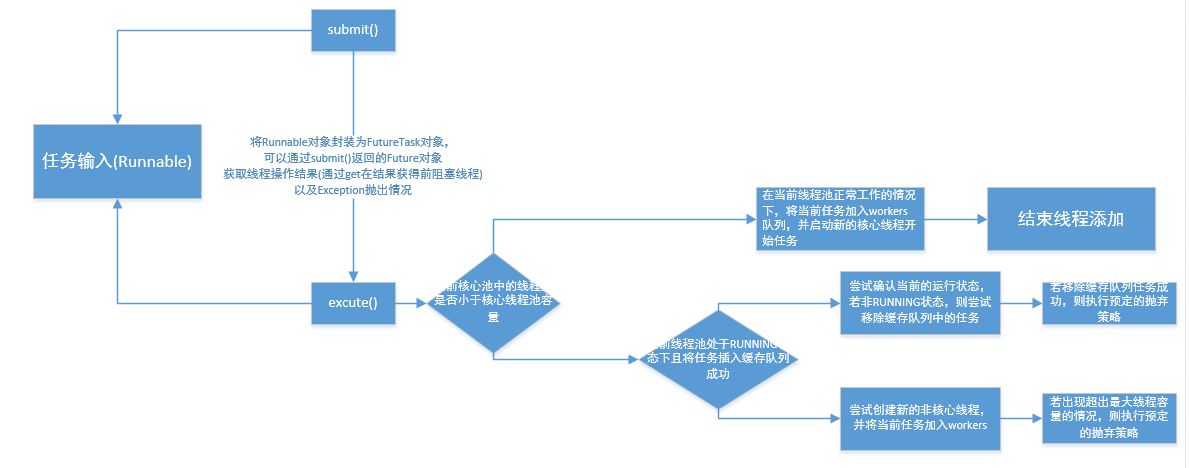 submit()
任务输入(Runnable)
将Runnable对象封装为FutureTask对象,
可以通过submit()返回的Future对象
获取线程操作结果(通过get在结果获得前阻塞线程)
以及Exception抛出情况
excute()
前核心池中的线程
是否小于核心线程池容
量
在当前线程池正常工作的情况
下，将当前任务加入workers
队列，并启动新的核心线程开
始任务
结束线程添加
前线程池处于RUNNING
态下且将任务插入缓存队列
成功
尝试确认当前的运行状态，
若非RUNNING状态，则尝试
移除缓存队列中的任务
若移除缓存队列任务成
功，则执行预定的抛弃
策略
尝试创建新的非核心线程，
并将当前任务加入workers
若出现超出最大线程容
量的情况，则执行预定
的抛弃策略